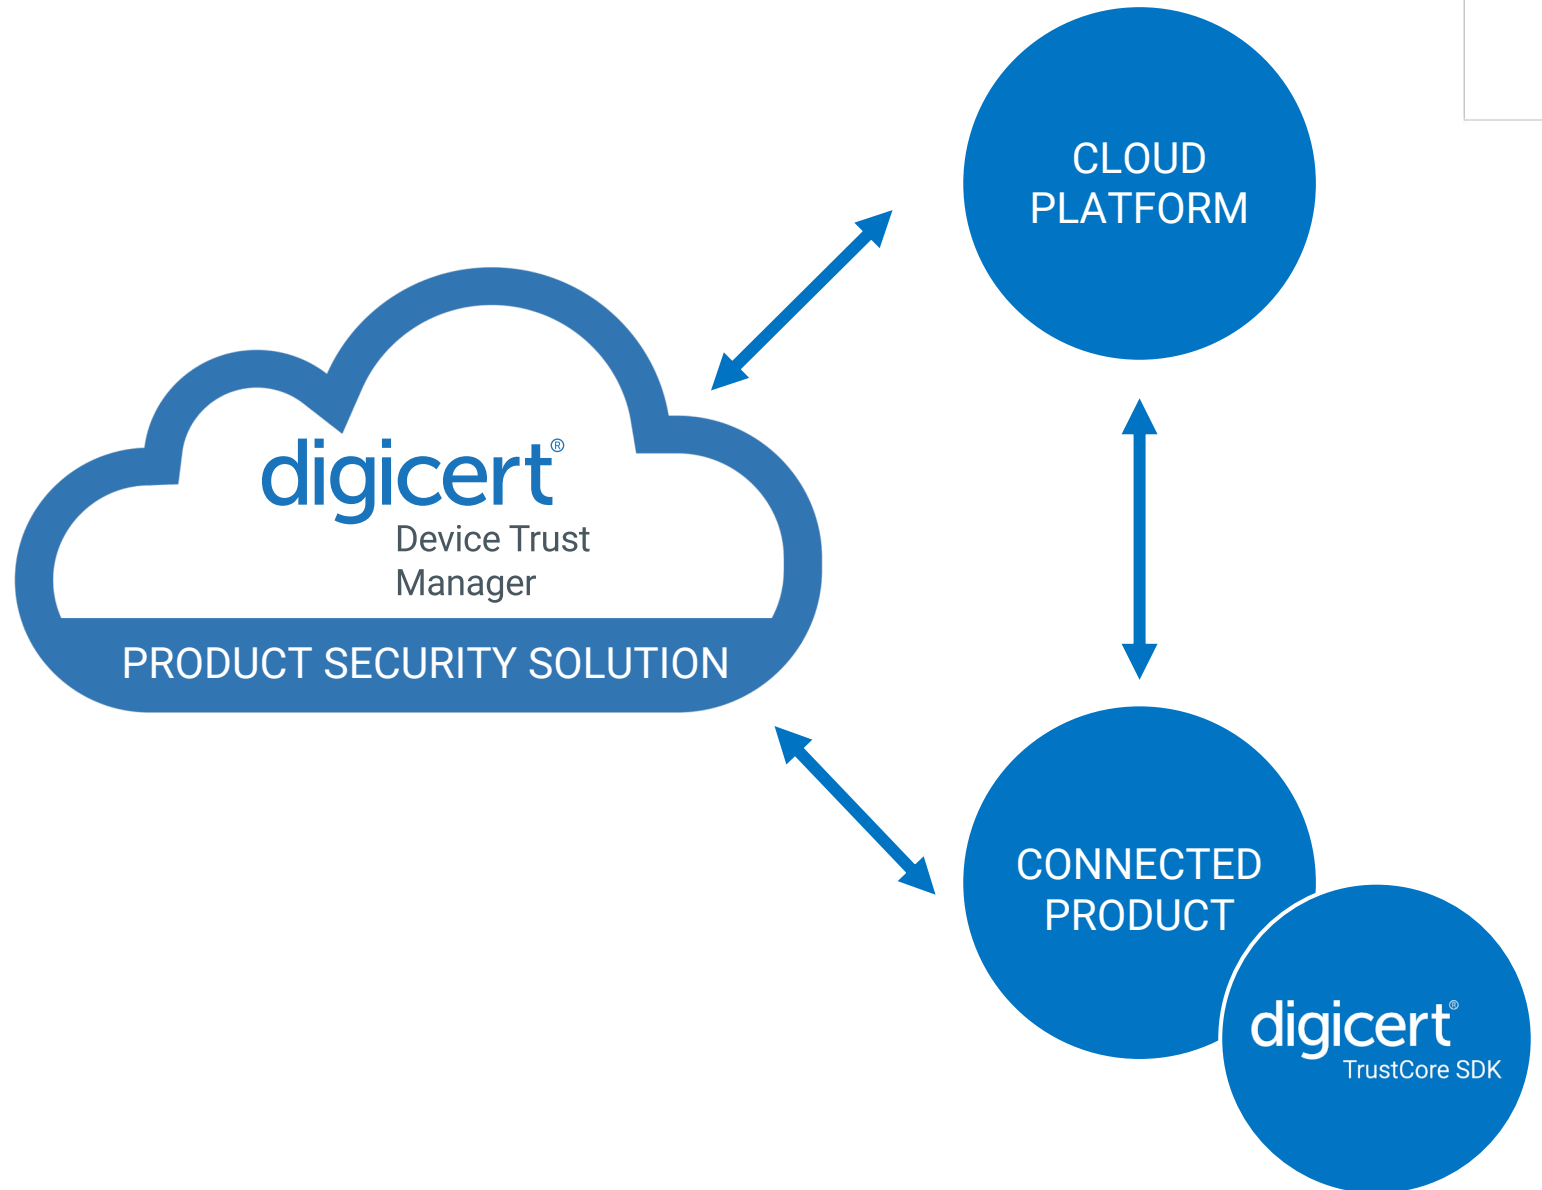 CLOUD
PLATFORM
digicert®
Device Trust
Manager
PRODUCT SECURITY SOLUTION
CONNECTED
PRODUCT
digicert®
TrustCore SDK